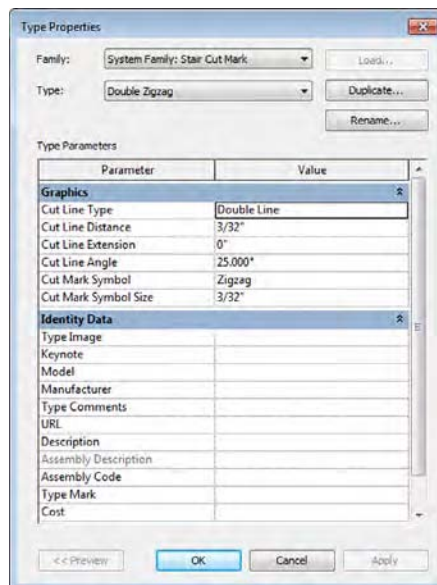 Type Properties
Family: System Family: Stair Cut Mark Load...
Type: Double Zigzag Duplicate...
Rename...
Type Parameters
Parameter Value
Graphics
Cut Line Type Double Line
Cut Line Distance 3/32"
Cut Line Extension 0"
Cut Line Angle 25.000°
Cut Mark Symbol Zigzag
Cut Mark Symbol Size 3/32"
Identity Data
Type Image
Keynote
Model
Manufacturer
Type Comments
URL
Description
Assembly Description
Assembly Code
Type Mark
Cost
<< Preview OK Cancel Apply